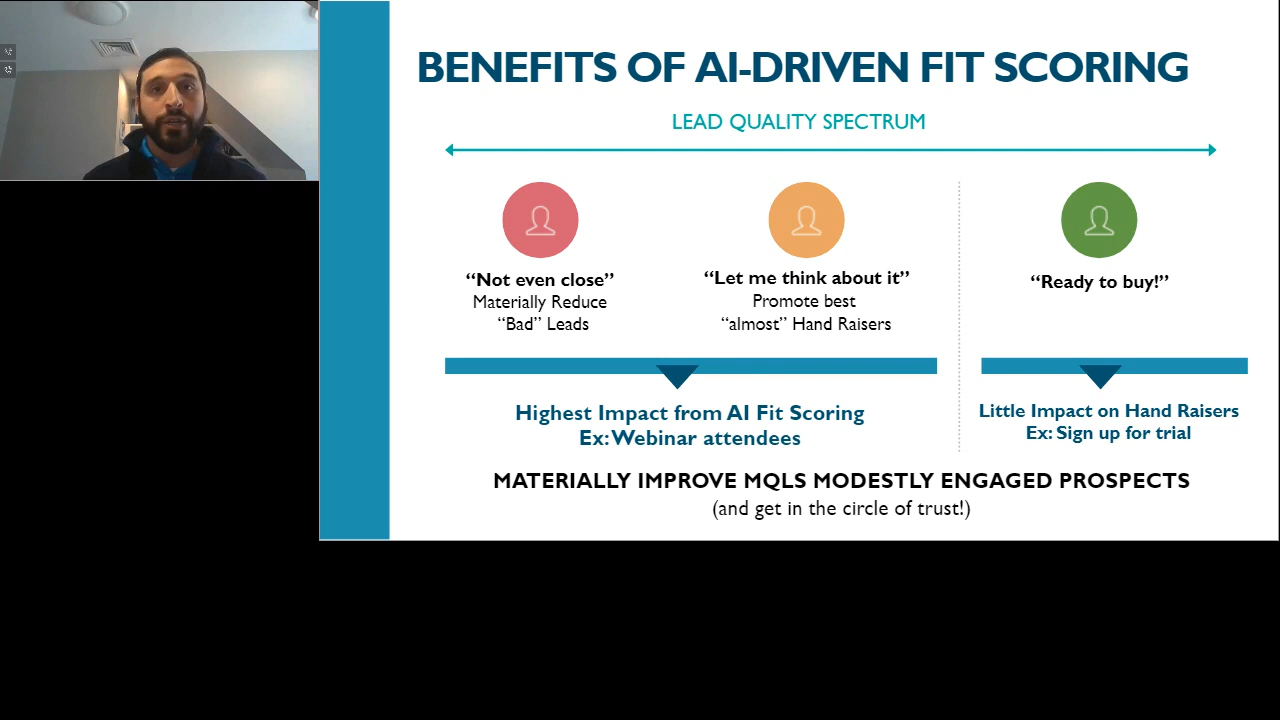 BENEFITS OF AI-DRIVEN FIT SCORING
LEAD QUALITY SPECTRUM
“Not even close”
Materially Reduce
“Bad” Leads
“Let me think about it”
Promote best
“almost” Hand Raisers
“Ready to buy!”
Highest Impact from AI Fit Scoring
Ex: Webinar attendees
Little Impact on Hand Raisers
Ex: Sign up for trial
MATERIALLY IMPROVE MQLS MODESTLY ENGAGED PROSPECTS
(and get in the circle of trust!)